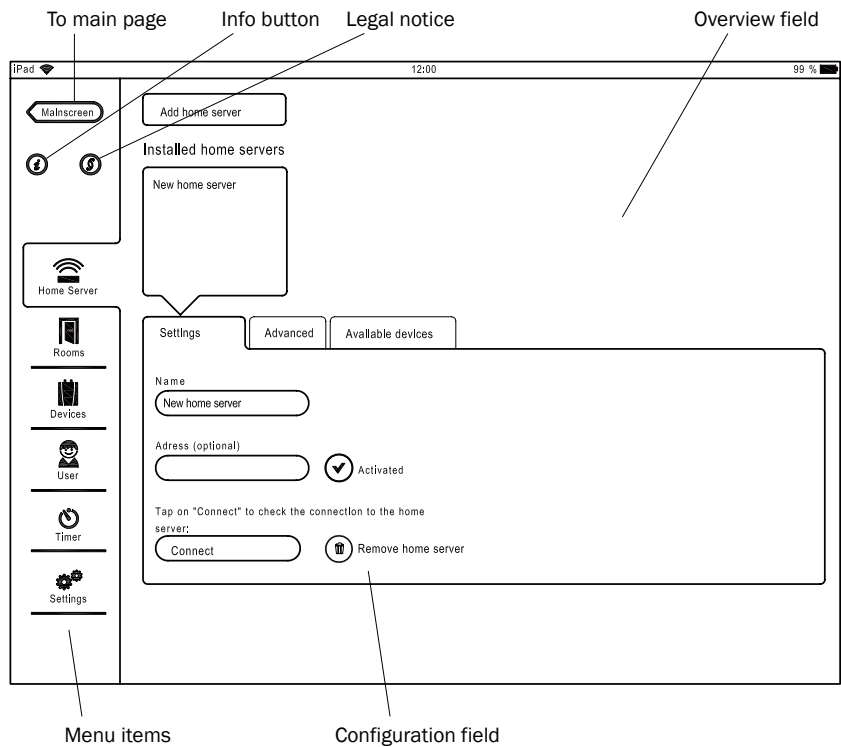 To main page Info button Legal notice Overview field
iPad 12:00 99 %
Mainscreen
Add home server
i §
Installed home servers
New home server
Home Server
Rooms
Devices
User
Timer
Settings
Settings Advanced Available devices
Name
New home server
Adress (optional)
Activated
Tap on "Connect" to check the connection to the home
server:
Connect
Remove home server
Menu items Configuration field